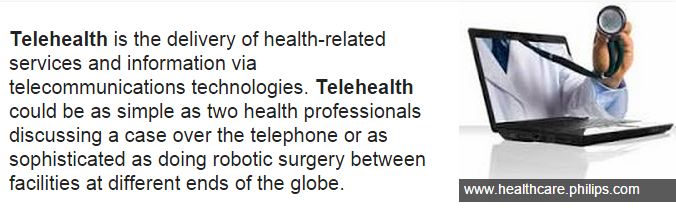 Telehealth is the delivery of health-related
services and information via
telecommunications technologies. Telehealth
could be as simple as two health professionals
discussing a case over the telephone or as
sophisticated as doing robotic surgery between
facilities at different ends of the globe.
www.healthcare.philips.com